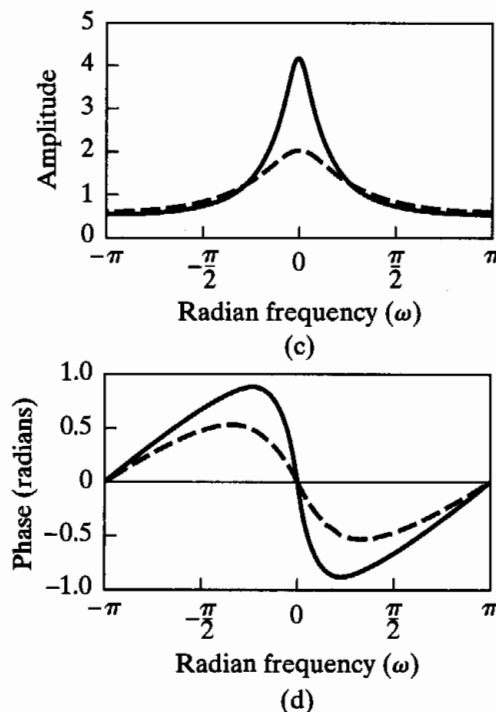 5
4
3
2
1
0
Amplitude
−π
−π/2
0
π/2
π
Radian frequency (ω)
(c)
1.0
0.5
0
−0.5
−1.0
Phase (radians)
−π
−π/2
0
π/2
π
Radian frequency (ω)
(d)